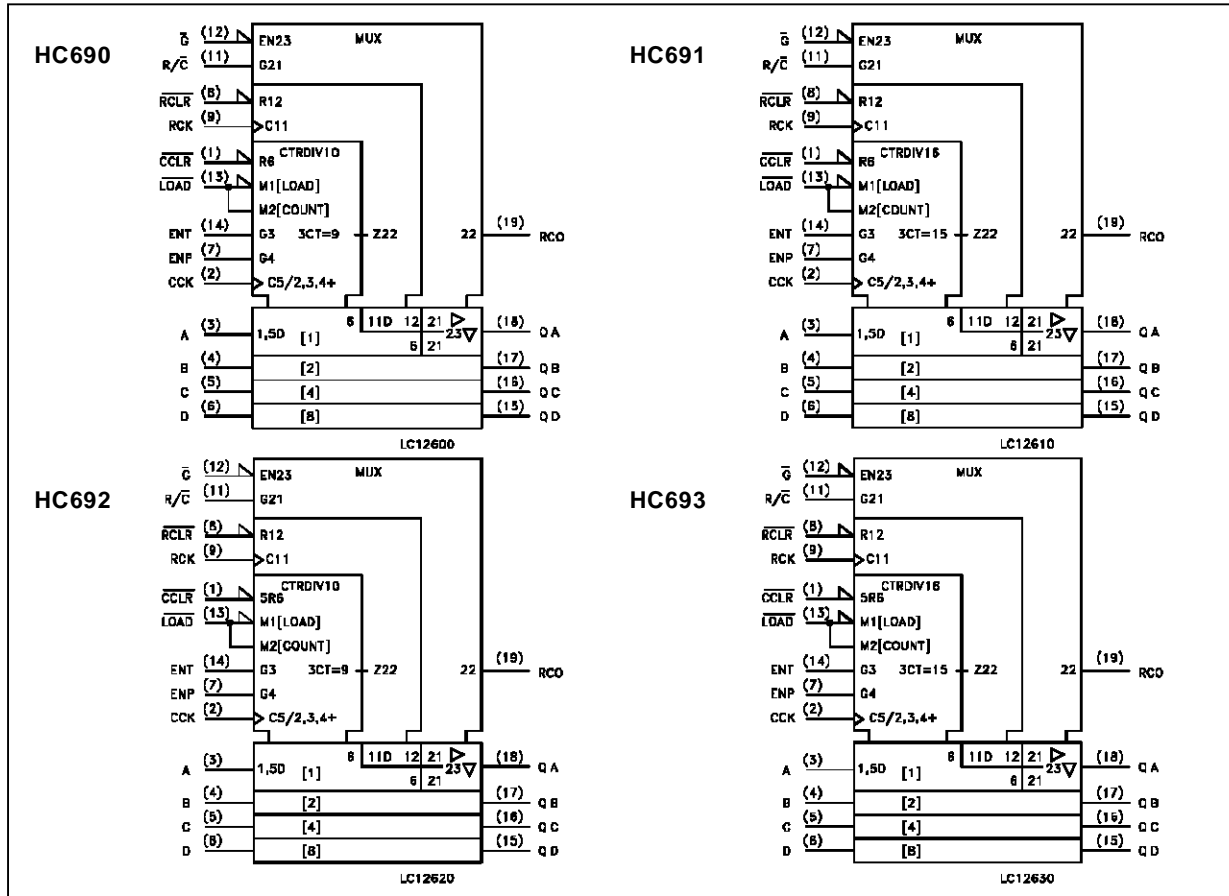 HC690
G̅ (12) EN23 MUX
R/C̅ (11) G21
R̅C̅L̅R̅ (8) R12
RCK (9) C11
C̅C̅L̅R̅ (1) R6 CTRDIV10
L̅O̅A̅D̅ (13) M1[LOAD]
M2[COUNT]
ENT (14) G3 3CT=9 Z22 22 (19) RCO
ENP (7) G4
CCK (2) C5/2,3,4+
6 11D 12 21
A (3) 1,5D [1] 23 (18) QA
6 21
B (4) [2] (17) QB
C (5) [4] (16) QC
D (6) [8] (15) QD
LC12600
HC691
G̅ (12) EN23 MUX
R/C̅ (11) G21
R̅C̅L̅R̅ (8) R12
RCK (9) C11
C̅C̅L̅R̅ (1) R6 CTRDIV16
L̅O̅A̅D̅ (13) M1[LOAD]
M2[COUNT]
ENT (14) G3 3CT=15 Z22 22 (19) RCO
ENP (7) G4
CCK (2) C5/2,3,4+
6 11D 12 21
A (3) 1,5D [1] 23 (18) QA
6 21
B (4) [2] (17) QB
C (5) [4] (16) QC
D (6) [8] (15) QD
LC12610
HC692
G̅ (12) EN23 MUX
R/C̅ (11) G21
R̅C̅L̅R̅ (8) R12
RCK (9) C11
C̅C̅L̅R̅ (1) 5R6 CTRDIV10
L̅O̅A̅D̅ (13) M1[LOAD]
M2[COUNT]
ENT (14) G3 3CT=9 Z22 22 (19) RCO
ENP (7) G4
CCK (2) C5/2,3,4+
6 11D 12 21
A (3) 1,5D [1] 23 (18) QA
6 21
B (4) [2] (17) QB
C (5) [4] (16) QC
D (6) [8] (15) QD
LC12620
HC693
G̅ (12) EN23 MUX
R/C̅ (11) G21
R̅C̅L̅R̅ (8) R12
RCK (9) C11
C̅C̅L̅R̅ (1) 5R6 CTRDIV16
L̅O̅A̅D̅ (13) M1[LOAD]
M2[COUNT]
ENT (14) G3 3CT=15 Z22 22 (19) RCO
ENP (7) G4
CCK (2) C5/2,3,4+
6 11D 12 21
A (3) 1,5D [1] 23 (18) QA
6 21
B (4) [2] (17) QB
C (5) [4] (16) QC
D (6) [8] (15) QD
LC12630